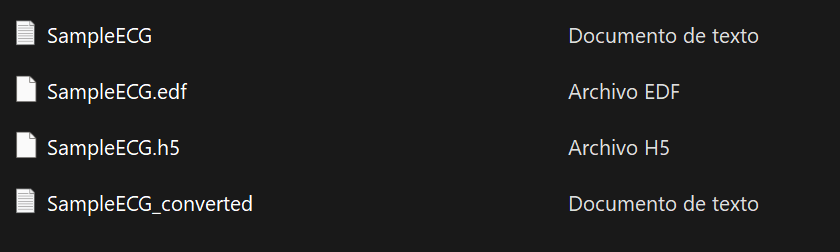 SampleECG Documento de texto
SampleECG.edf Archivo EDF
SampleECG.h5 Archivo H5
SampleECG_converted Documento de texto